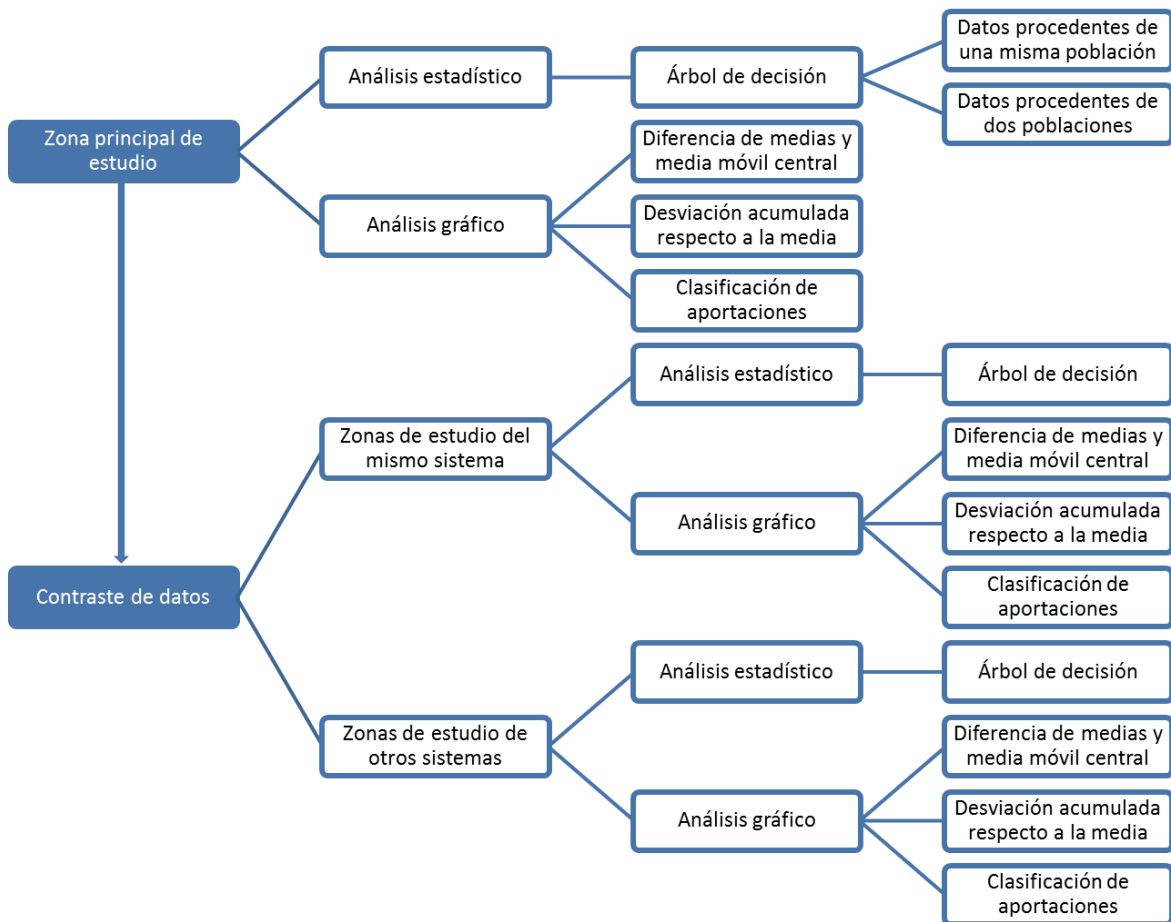 Datos procedentes de
una misma población
Análisis estadístico
Árbol de decisión
Datos procedentes de
dos poblaciones
Zona principal de
estudio
Diferencia de medias y
media móvil central
Análisis gráfico
Desviación acumulada
respecto a la media
Clasificación de
aportaciones
Análisis estadístico
Árbol de decisión
Zonas de estudio del
mismo sistema
Diferencia de medias y
media móvil central
Análisis gráfico
Desviación acumulada
respecto a la media
Clasificación de
aportaciones
Contraste de datos
Análisis estadístico
Árbol de decisión
Zonas de estudio de
otros sistemas
Diferencia de medias y
media móvil central
Análisis gráfico
Desviación acumulada
respecto a la media
Clasificación de
aportaciones